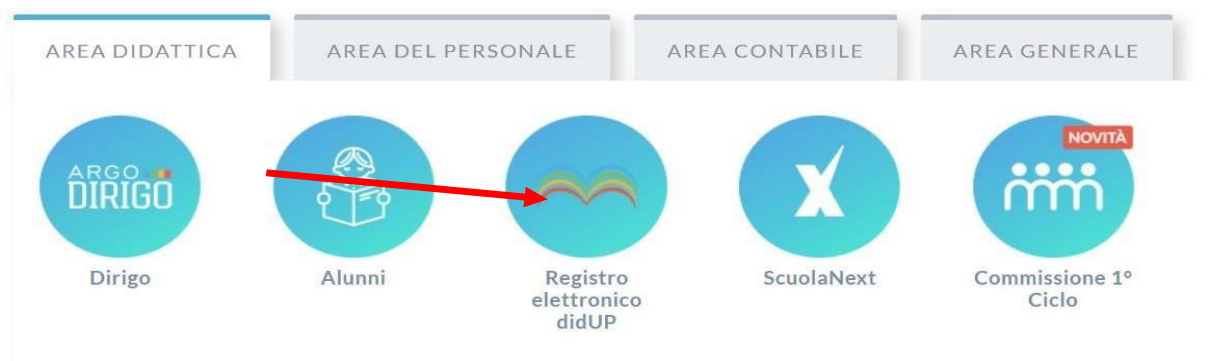 AREA DIDATTICA
AREA DEL PERSONALE
AREA CONTABILE
AREA GENERALE
ARGO
DIRIGO
NOVITÀ
Dirigo
Alunni
Registro
elettronico
didUP
ScuolaNext
Commissione 1°
Ciclo